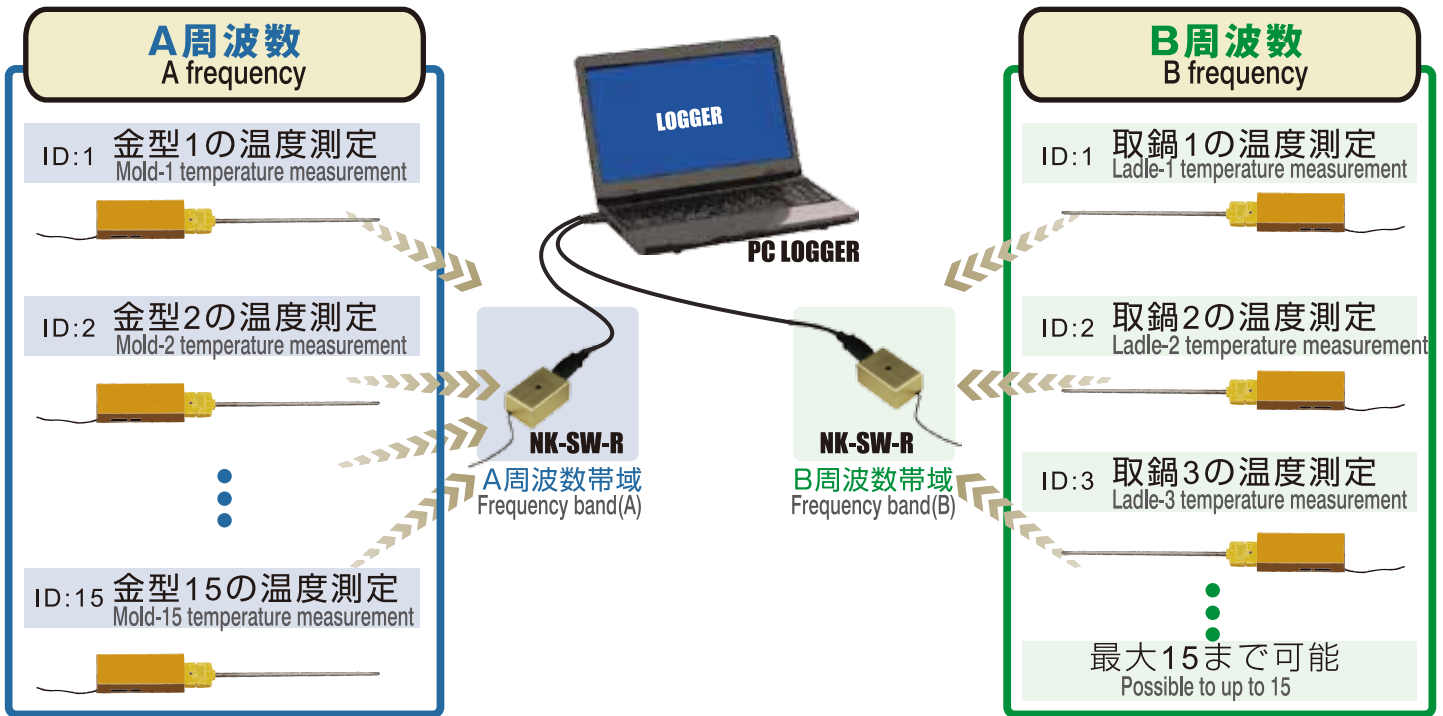 A周波数
A frequency
ID:1 金型1の温度測定
Mold-1 temperature measurement
ID:2 金型2の温度測定
Mold-2 temperature measurement
ID:15 金型15の温度測定
Mold-15 temperature measurement
LOGGER
PC LOGGER
NK-SW-R
A周波数帯域
Frequency band(A)
NK-SW-R
B周波数帯域
Frequency band(B)
B周波数
B frequency
ID:1 取鍋1の温度測定
Ladle-1 temperature measurement
ID:2 取鍋2の温度測定
Ladle-2 temperature measurement
ID:3 取鍋3の温度測定
Ladle-3 temperature measurement
最大15まで可能
Possible to up to 15